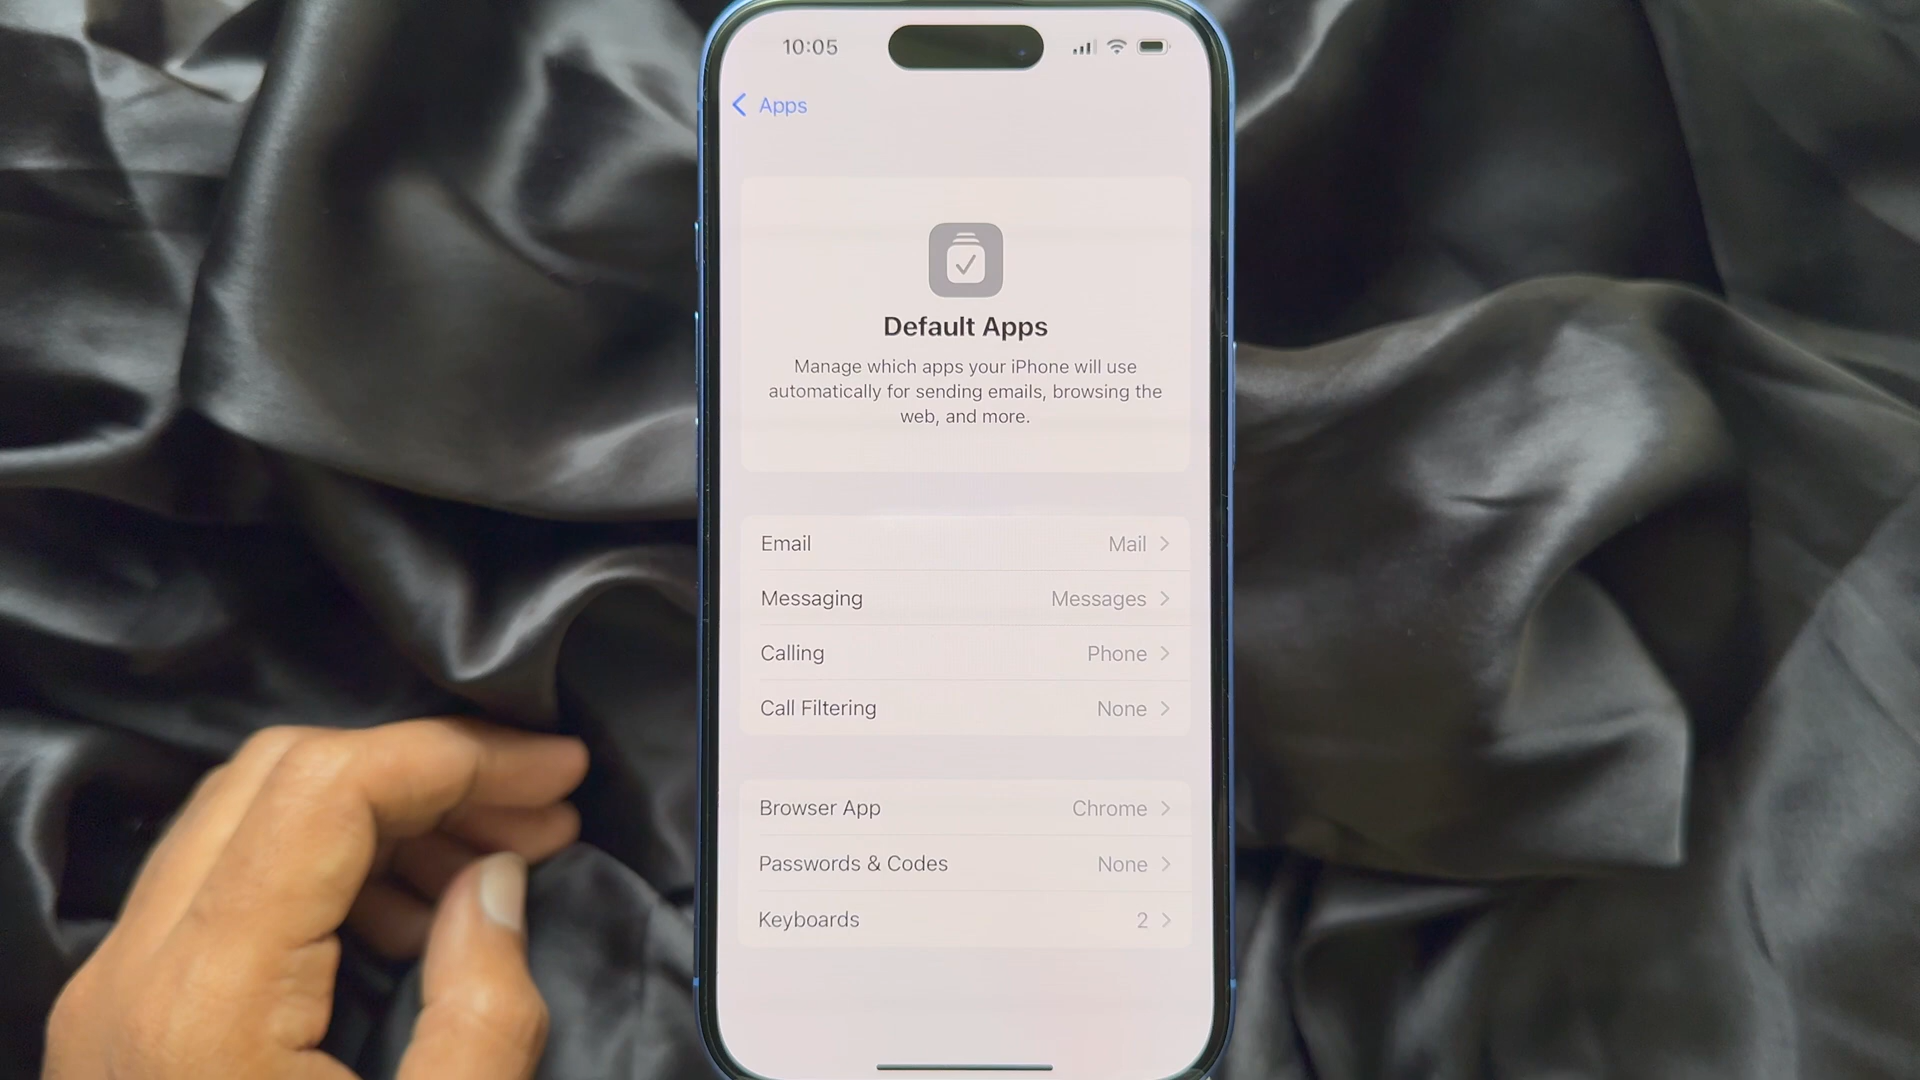 10:05
Apps
Default Apps
Manage which apps your iPhone will use
automatically for sending emails, browsing the
web, and more.
Email Mail
Messaging Messages
Calling Phone
Call Filtering None
Browser App Chrome
Passwords & Codes None
Keyboards 2